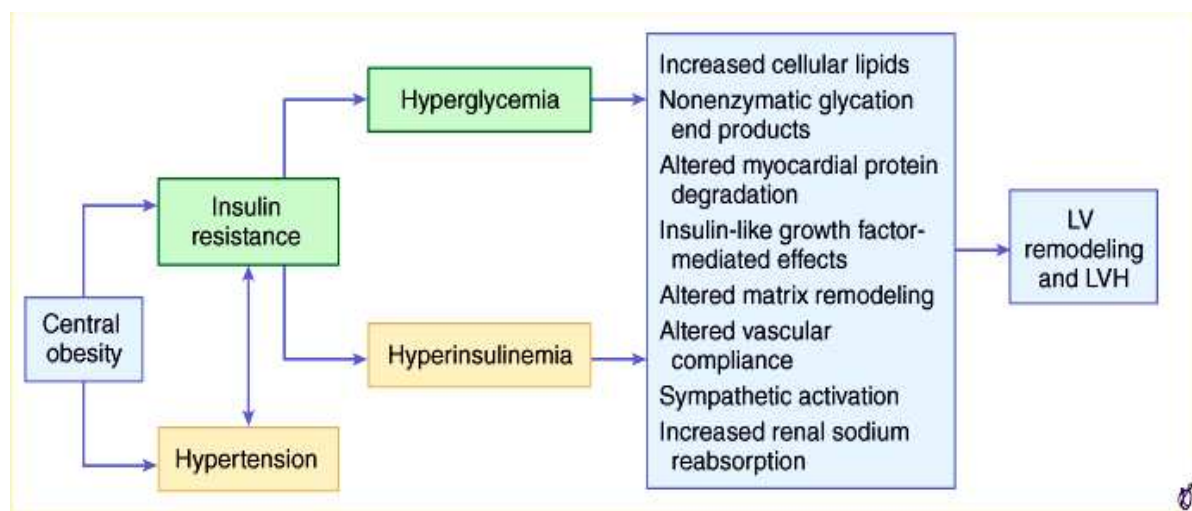 Central
obesity
Insulin
resistance
Hypertension
Hyperglycemia
Hyperinsulinemia
Increased cellular lipids
Nonenzymatic glycation
end products
Altered myocardial protein
degradation
Insulin-like growth factor-
mediated effects
Altered matrix remodeling
Altered vascular
compliance
Sympathetic activation
Increased renal sodium
reabsorption
LV
remodeling
and LVH